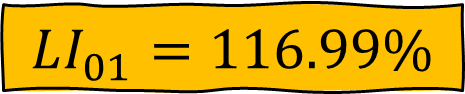 LI₀₁ = 116.99%